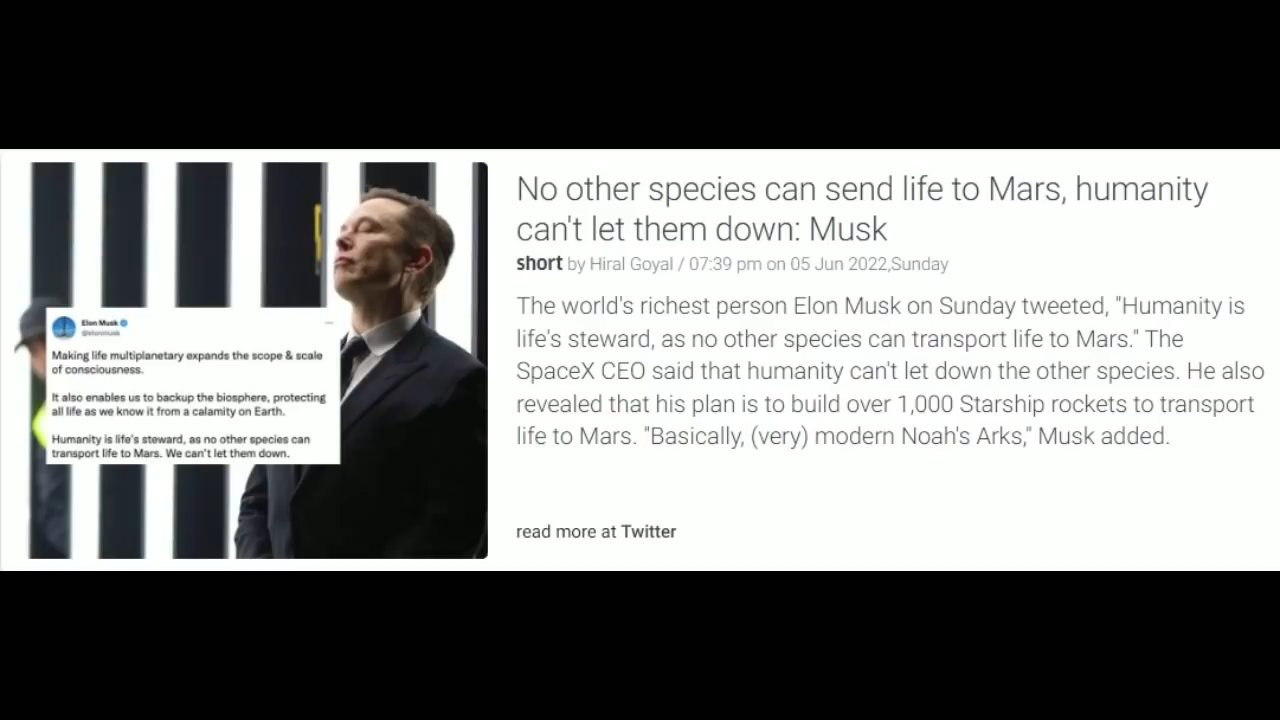 No other species can send life to Mars, humanity
can't let them down: Musk
short by Hiral Goyal / 07:39 pm on 05 Jun 2022,Sunday
The world's richest person Elon Musk on Sunday tweeted, "Humanity is
life's steward, as no other species can transport life to Mars." The
SpaceX CEO said that humanity can't let down the other species. He also
revealed that his plan is to build over 1,000 Starship rockets to transport
life to Mars. "Basically, (very) modern Noah's Arks," Musk added.
read more at Twitter
Elon Musk
@elonmusk
Making life multiplanetary expands the scope & scale
of consciousness.
It also enables us to backup the biosphere, protecting
all life as we know it from a calamity on Earth.
Humanity is life's steward, as no other species can
transport life to Mars. We can't let them down.